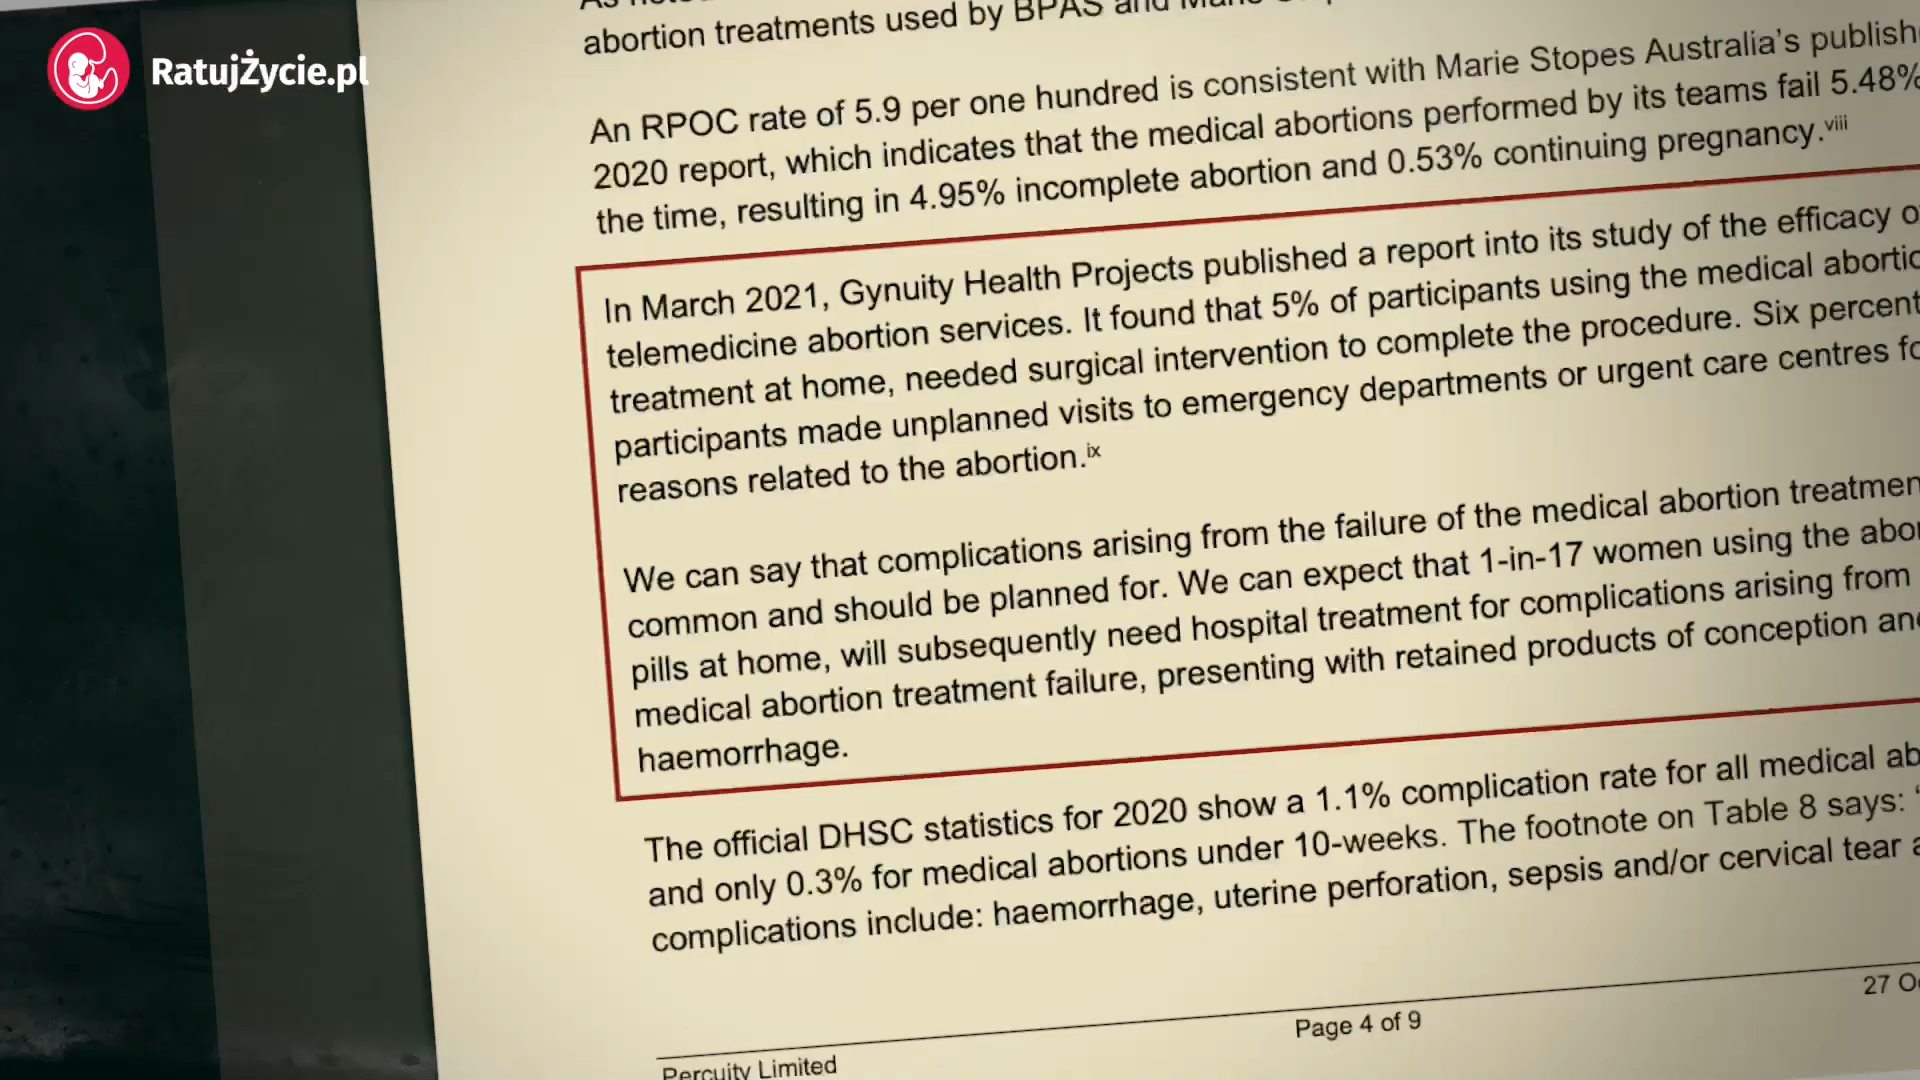 RatujŻycie.pl
abortion treatments used by BPAS and
An RPOC rate of 5.9 per one hundred is consistent with Marie Stopes Australia's
2020 report, which indicates that the medical abortions performed by its teams fail 5.48%
the time, resulting in 4.95% incomplete abortion and 0.53% continuing pregnancy.viii
In March 2021, Gynuity Health Projects published a report into its study of the efficacy
telemedicine abortion services. It found that 5% of participants using the medical
treatment at home, needed surgical intervention to complete the procedure. Six percent
participants made unplanned visits to emergency departments or urgent care centres
reasons related to the abortion.ix
We can say that complications arising from the failure of the medical abortion
common and should be planned for. We can expect that 1-in-17 women using the
pills at home, will subsequently need hospital treatment for complications arising from
medical abortion treatment failure, presenting with retained products of conception
haemorrhage.
The official DHSC statistics for 2020 show a 1.1% complication rate for all medical
and only 0.3% for medical abortions under 10-weeks. The footnote on Table 8 says: '
complications include: haemorrhage, uterine perforation, sepsis and/or cervical tear
27
Page 4 of 9
Percuity Limited